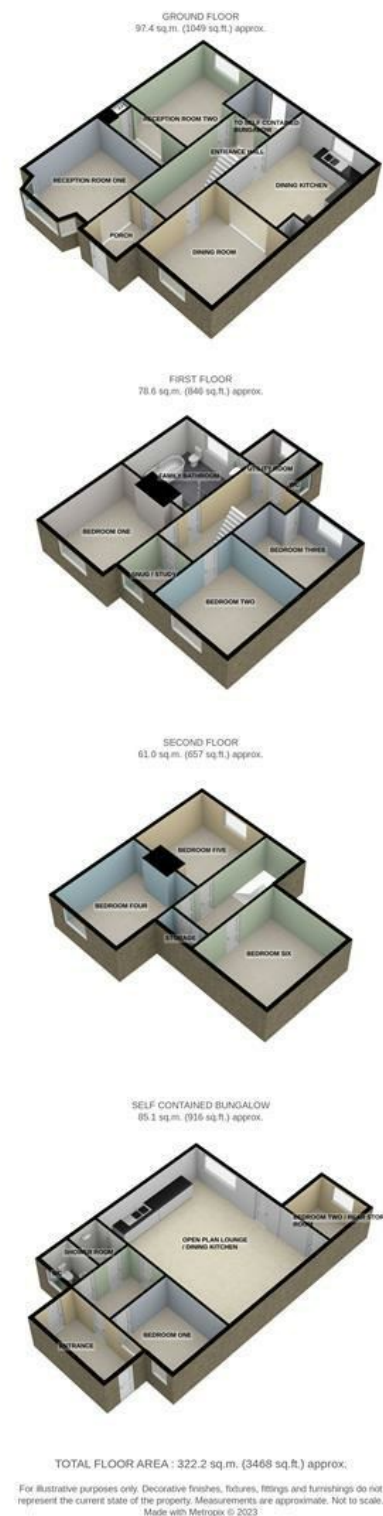 GROUND FLOOR
97.4 sq.m. (1049 sq.ft.) approx.
RECEPTION ROOM TWO
TO SELF CONTAINED
BUNGALOW
ENTRANCE HALL
RECEPTION ROOM ONE
DINING KITCHEN
PORCH
DINING ROOM
FIRST FLOOR
78.6 sq.m. (846 sq.ft.) approx.
FAMILY BATHROOM
UTILITY ROOM
WC
BEDROOM ONE
BEDROOM THREE
SNUG / STUDY
BEDROOM TWO
SECOND FLOOR
61.0 sq.m. (657 sq.ft.) approx.
BEDROOM FIVE
BEDROOM FOUR
STORAGE
BEDROOM SIX
SELF CONTAINED BUNGALOW
85.1 sq.m. (916 sq.ft.) approx.
BEDROOM TWO / REAR STOR
ROOM
OPEN PLAN LOUNGE
/ DINING KITCHEN
SHOWER ROOM
BEDROOM ONE
ENTRANCE
TOTAL FLOOR AREA : 322.2 sq.m. (3468 sq.ft.) approx.
For illustrative purposes only. Decorative finishes, fixtures, fittings and furnishings do not
represent the current state of the property. Measurements are approximate. Not to scale.
Made with Metropix © 2023